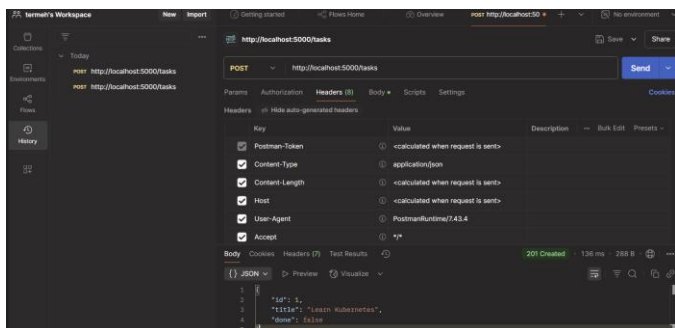 termeh's Workspace New Import Getting started Flows Home Overview POST http://localhost:50 No environment
http://localhost:5000/tasks Save Share
Collections
Today
POST http://localhost:5000/tasks
POST http://localhost:5000/tasks
Environments
Flows
History
POST http://localhost:5000/tasks Send
Params Authorization Headers (8) Body Scripts Settings Cookies
Headers Hide auto-generated headers
Key Value Description Bulk Edit Presets
Postman-Token <calculated when request is sent>
Content-Type application/json
Content-Length <calculated when request is sent>
Host <calculated when request is sent>
User-Agent PostmanRuntime/7.43.4
Accept */*
Body Cookies Headers (7) Test Results 201 Created 136 ms 288 B
{} JSON Preview Visualize
1 {
2 "id": 1,
3 "title": "Learn Kubernetes",
4 "done": false